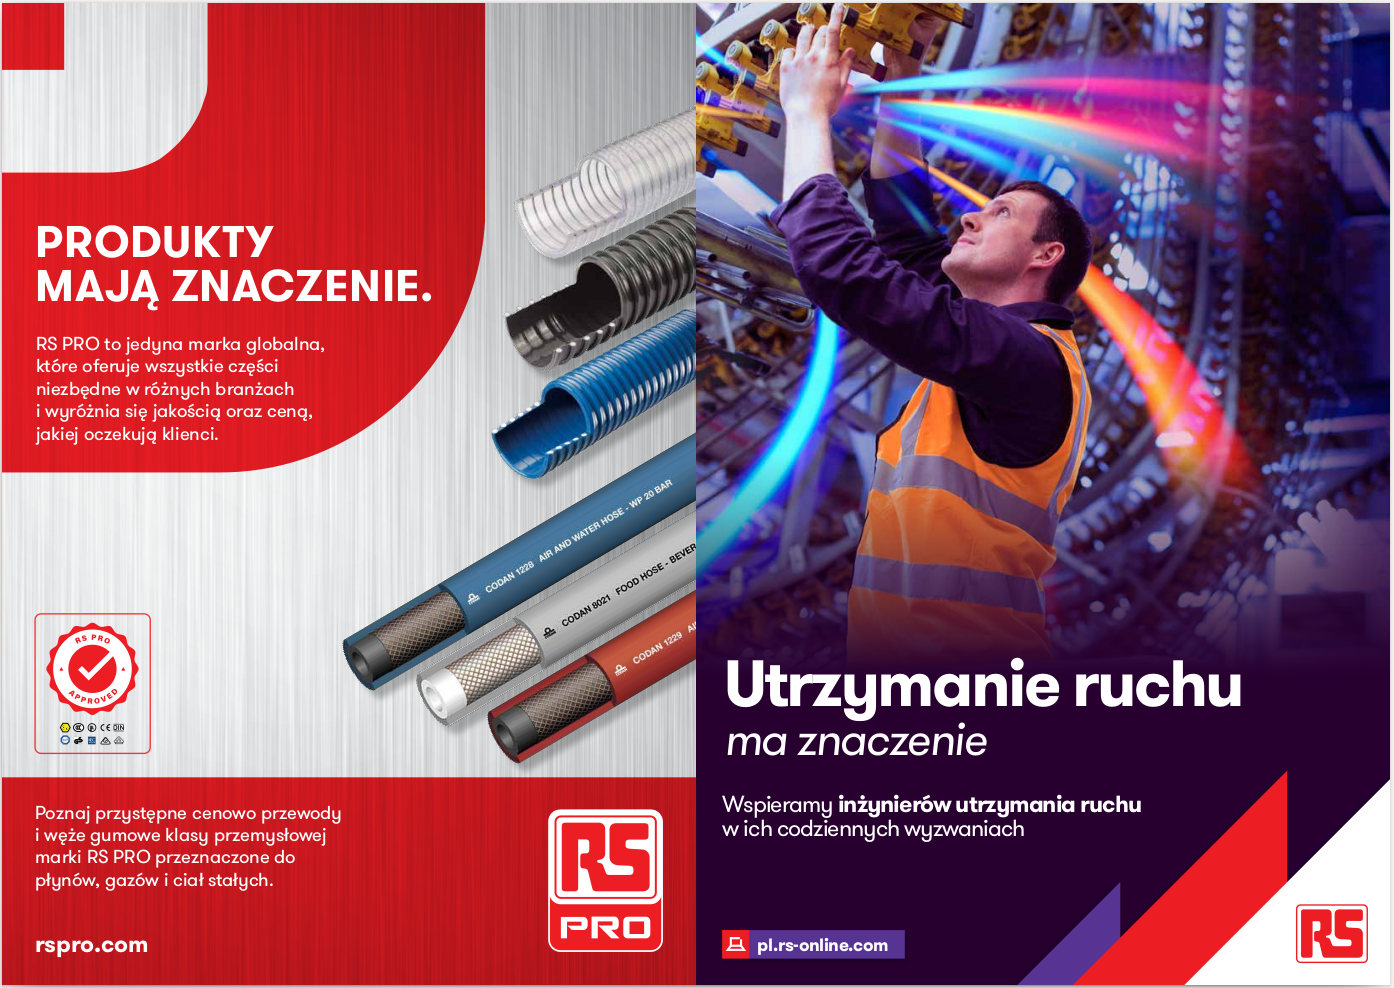 PRODUKTY
MAJĄ ZNACZENIE.
RS PRO to jedyna marka globalna,
które oferuje wszystkie części
niezbędne w różnych branżach
i wyróżnia się jakością oraz ceną,
jakiej oczekują klienci.
CODAN 1228 AIR AND WATER HOSE - WP 20 BAR
CODAN 8021 FOOD HOSE - BEVER
CODAN 1229 AI
RS PRO
APPROVED
CE DIN
Poznaj przystępne cenowo przewody
i węże gumowe klasy przemysłowej
marki RS PRO przeznaczone do
płynów, gazów i ciał stałych.
rspro.com
RS
PRO
Utrzymanie ruchu
ma znaczenie
Wspieramy inżynierów utrzymania ruchu
w ich codziennych wyzwaniach
pl.rs-online.com
RS